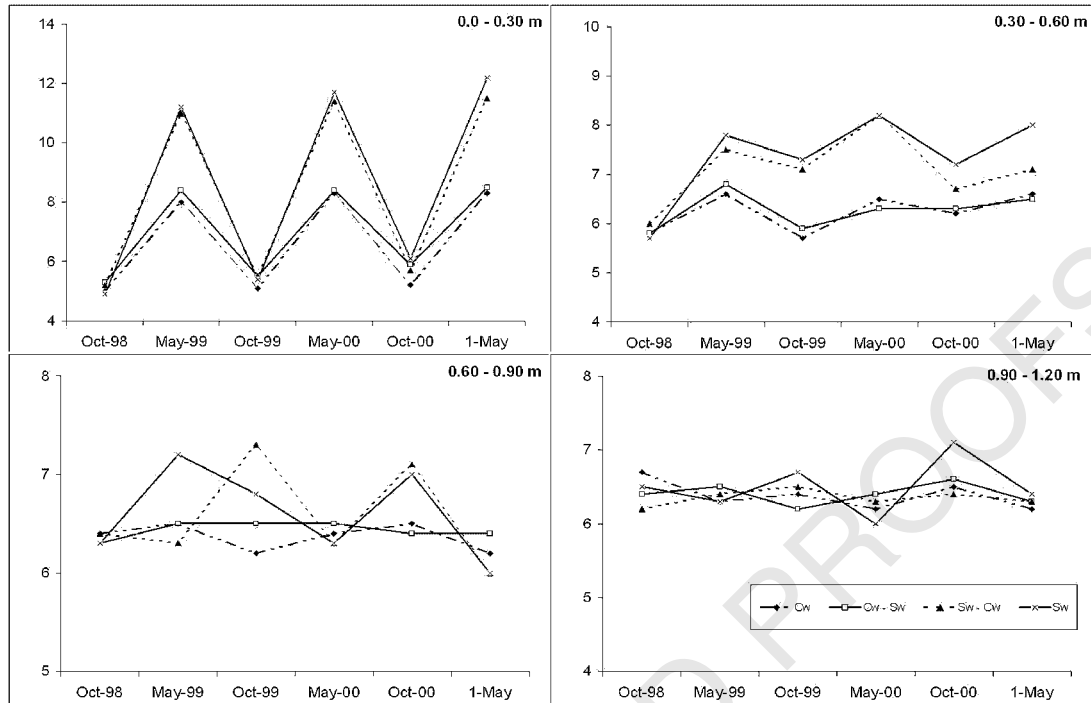 0.0 - 0.30 m
14
12
10
8
6
4
Oct-98 May-99 Oct-99 May-00 Oct-00 1-May
0.30 - 0.60 m
10
9
8
7
6
5
4
Oct-98 May-99 Oct-99 May-00 Oct-00 1-May
0.60 - 0.90 m
8
7
6
5
Oct-98 May-99 Oct-99 May-00 Oct-00 1-May
0.90 - 1.20 m
8
7
6
5
4
Cw Cw - Sw Sw - Cw Sw
Oct-98 May-99 Oct-99 May-00 Oct-00 1-May
D PROOFS